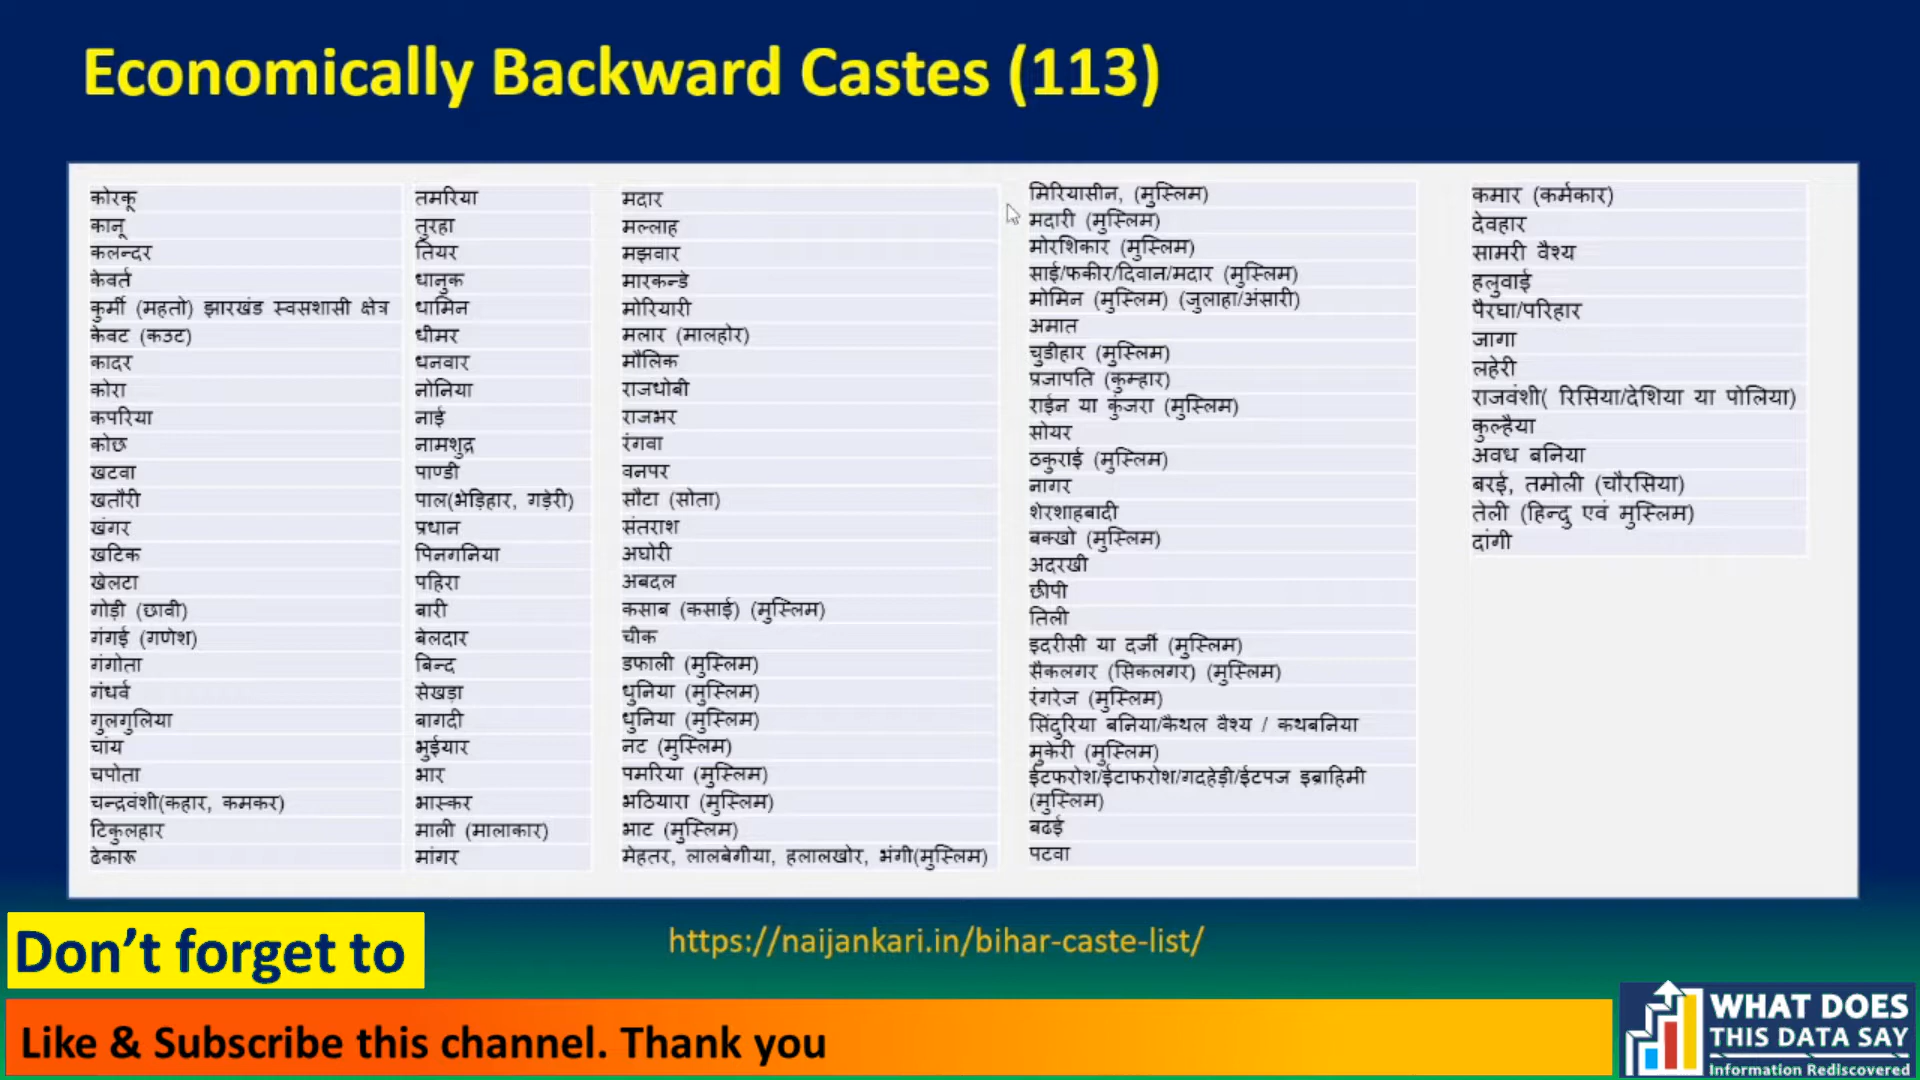 Economically Backward Castes (113)
कोरकू
कानू
कलन्दर
केवर्त
कुर्मी (महतो) झारखंड स्वसशासी क्षेत्र
केवट (कउट)
कादर
कोरा
कपरिया
कोछ
खटवा
खतौरी
खंगर
खटिक
खेलटा
गोड़ी (छावी)
गंगई (गणेश)
गंगोता
गंधर्व
गुलगुलिया
चांय
चपोता
चन्द्रवंशी(कहार, कमकर)
टिकुलहार
ढेकारू
तमरिया
तुरहा
तियर
धानुक
धामिन
धीमर
धनवार
नोनिया
नाई
नामशुद्र
पाण्डी
पाल(भेड़िहार, गड़ेरी)
प्रधान
पिनगनिया
पहिरा
बारी
बेलदार
बिन्द
सेखड़ा
बागदी
भुईयार
भार
भास्कर
माली (मालाकार)
मांगर
मदार
मल्लाह
मझवार
मारकन्डे
मोरियारी
मलार (मालहोर)
मौलिक
राजधोबी
राजभर
रंगवा
वनपर
सौटा (सोता)
संतराश
अघोरी
अबदल
कसाब (कसाई) (मुस्लिम)
चीक
डफाली (मुस्लिम)
धुनिया (मुस्लिम)
धुनिया (मुस्लिम)
नट (मुस्लिम)
पमरिया (मुस्लिम)
भठियारा (मुस्लिम)
भाट (मुस्लिम)
मेहतर, लालबेगीया, हलालखोर, भंगी(मुस्लिम)
मिरियासीन, (मुस्लिम)
मदारी (मुस्लिम)
मोरशिकार (मुस्लिम)
साई/फकीर/दिवान/मदार (मुस्लिम)
मोमिन (मुस्लिम) (जुलाहा/अंसारी)
अमात
चुडीहार (मुस्लिम)
प्रजापति (कुम्हार)
राईन या कुंजरा (मुस्लिम)
सोयर
ठकुराई (मुस्लिम)
नागर
शेरशाहबादी
बक्खो (मुस्लिम)
अदरखी
छीपी
तिली
इदरीसी या दर्जी (मुस्लिम)
सैकलगर (सिकलगर) (मुस्लिम)
रंगरेज (मुस्लिम)
सिंदुरिया बनिया/कैथल वैश्य / कथबनिया
मुकेरी (मुस्लिम)
ईटफरोश/ईटाफरोश/गदहेड़ी/ईटपज इब्राहिमी
(मुस्लिम)
बढई
पटवा
कमार (कर्मकार)
देवहार
सामरी वैश्य
हलुवाई
पैरघा/परिहार
जागा
लहेरी
राजवंशी( रिसिया/देशिया या पोलिया)
कुल्हैया
अवध बनिया
बरई, तमोली (चौरसिया)
तेली (हिन्दु एवं मुस्लिम)
दांगी
https://naijankari.in/bihar-caste-list/
Don't forget to
Like & Subscribe this channel. Thank you
WHAT DOES
THIS DATA SAY
Information Rediscovered